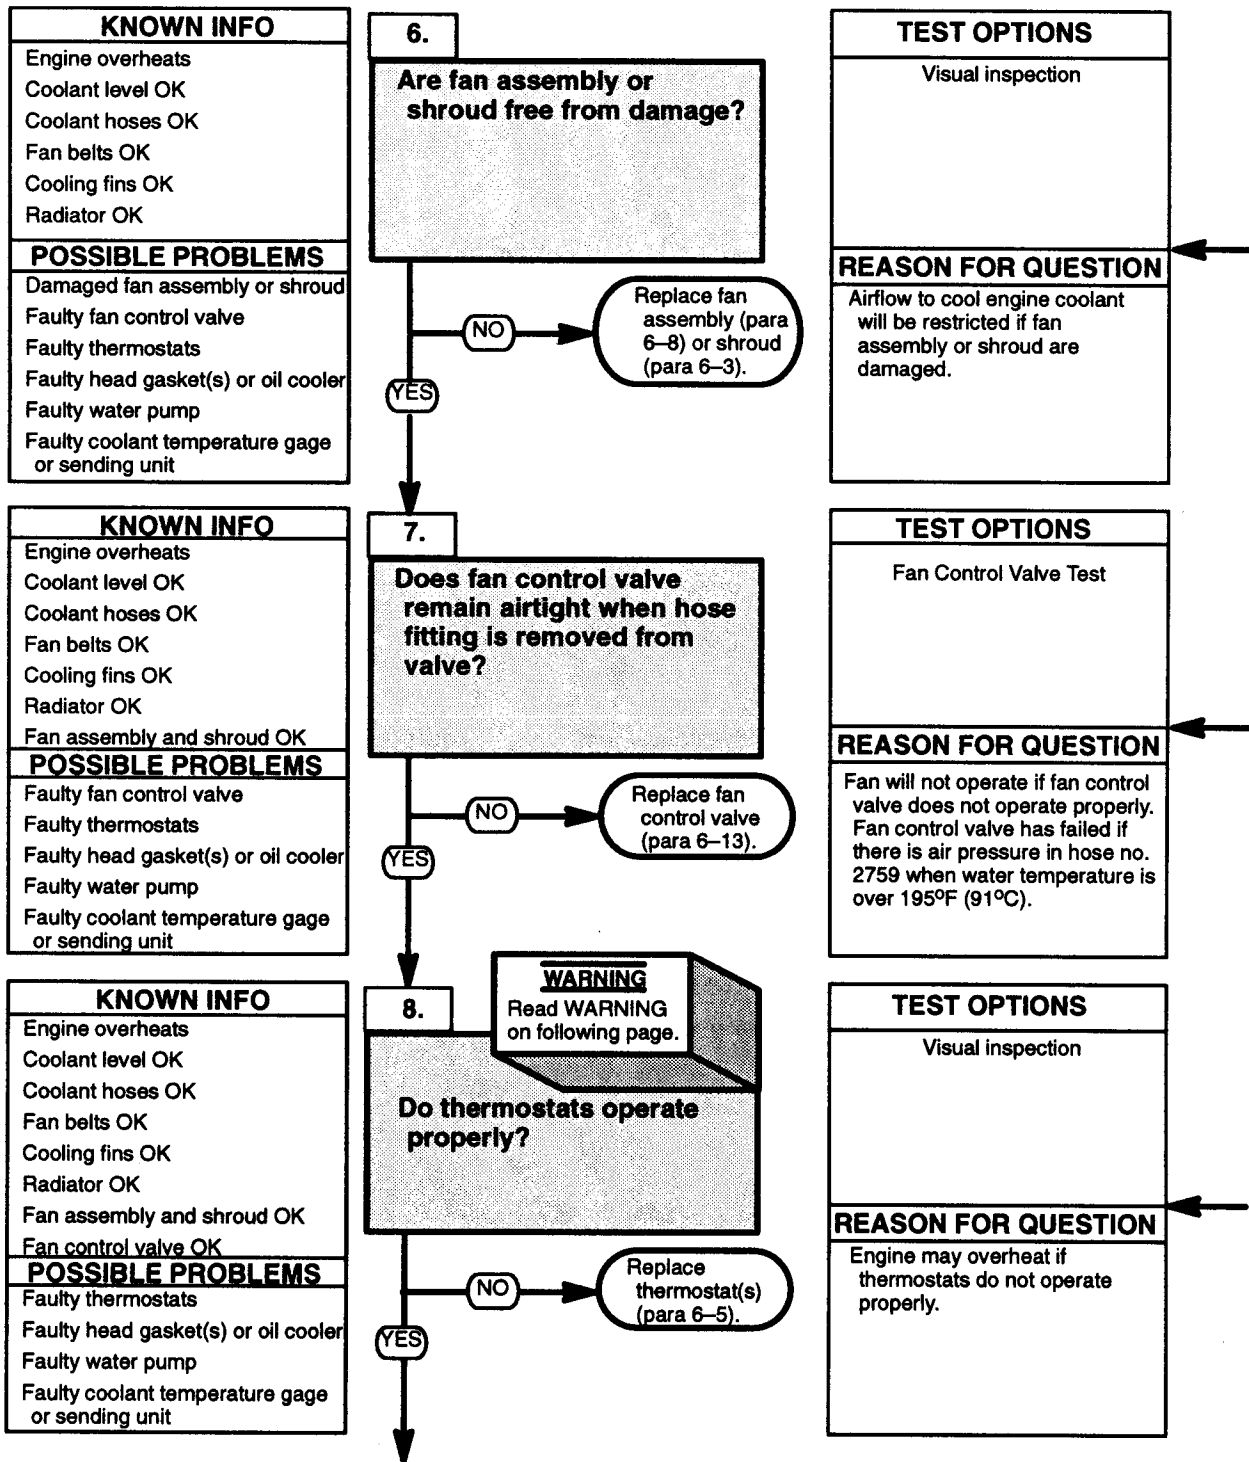 KNOWN INFO
Engine overheats
Coolant level OK
Coolant hoses OK
Fan belts OK
Cooling fins OK
Radiator OK
POSSIBLE PROBLEMS
Damaged fan assembly or shroud
Faulty fan control valve
Faulty thermostats
Faulty head gasket(s) or oil cooler
Faulty water pump
Faulty coolant temperature gage
or sending unit
6.
Are fan assembly or
shroud free from damage?
NO
Replace fan
assembly (para
6–8) or shroud
(para 6–3).
YES
TEST OPTIONS
Visual inspection
REASON FOR QUESTION
Airflow to cool engine coolant
will be restricted if fan
assembly or shroud are
damaged.
KNOWN INFO
Engine overheats
Coolant level OK
Coolant hoses OK
Fan belts OK
Cooling fins OK
Radiator OK
Fan assembly and shroud OK
POSSIBLE PROBLEMS
Faulty fan control valve
Faulty thermostats
Faulty head gasket(s) or oil cooler
Faulty water pump
Faulty coolant temperature gage
or sending unit
7.
Does fan control valve
remain airtight when hose
fitting is removed from
valve?
NO
Replace fan
control valve
(para 6–13).
YES
TEST OPTIONS
Fan Control Valve Test
REASON FOR QUESTION
Fan will not operate if fan control
valve does not operate properly.
Fan control valve has failed if
there is air pressure in hose no.
2759 when water temperature is
over 195ºF (91ºC).
KNOWN INFO
Engine overheats
Coolant level OK
Coolant hoses OK
Fan belts OK
Cooling fins OK
Radiator OK
Fan assembly and shroud OK
Fan control valve OK
POSSIBLE PROBLEMS
Faulty thermostats
Faulty head gasket(s) or oil cooler
Faulty water pump
Faulty coolant temperature gage
or sending unit
8.
WARNING
Read WARNING
on following page.
Do thermostats operate
properly?
NO
Replace
thermostat(s)
(para 6–5).
YES
TEST OPTIONS
Visual inspection
REASON FOR QUESTION
Engine may overheat if
thermostats do not operate
properly.